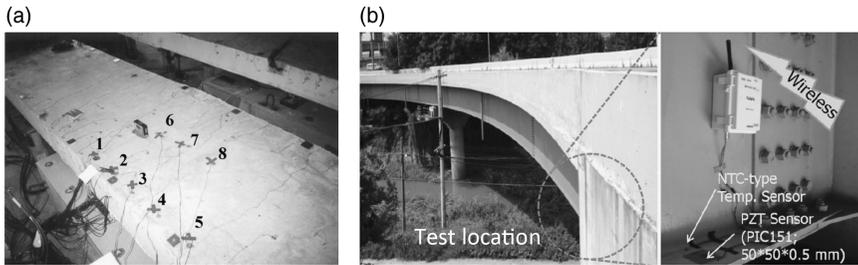 (a)
(b)
1
2
3
4
5
6
7
8
Test location
Wireless
NTC-type
Temp. Sensor
PZT Sensor
(PIC151;
50*50*0.5 mm)